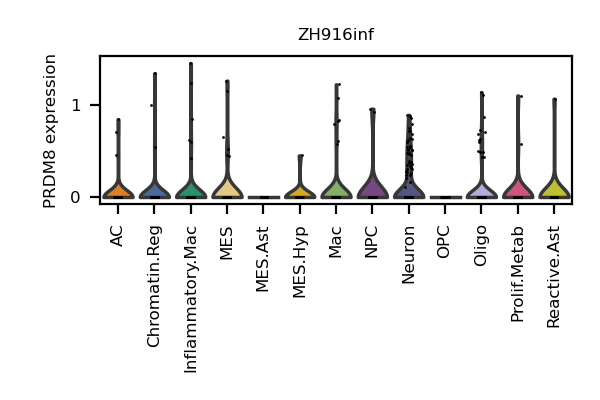 ZH916inf
PRDM8 expression
1
0
AC
Chromatin.Reg
Inflammatory.Mac
MES
MES.Ast
MES.Hyp
Mac
NPC
Neuron
OPC
Oligo
Prolif.Metab
Reactive.Ast